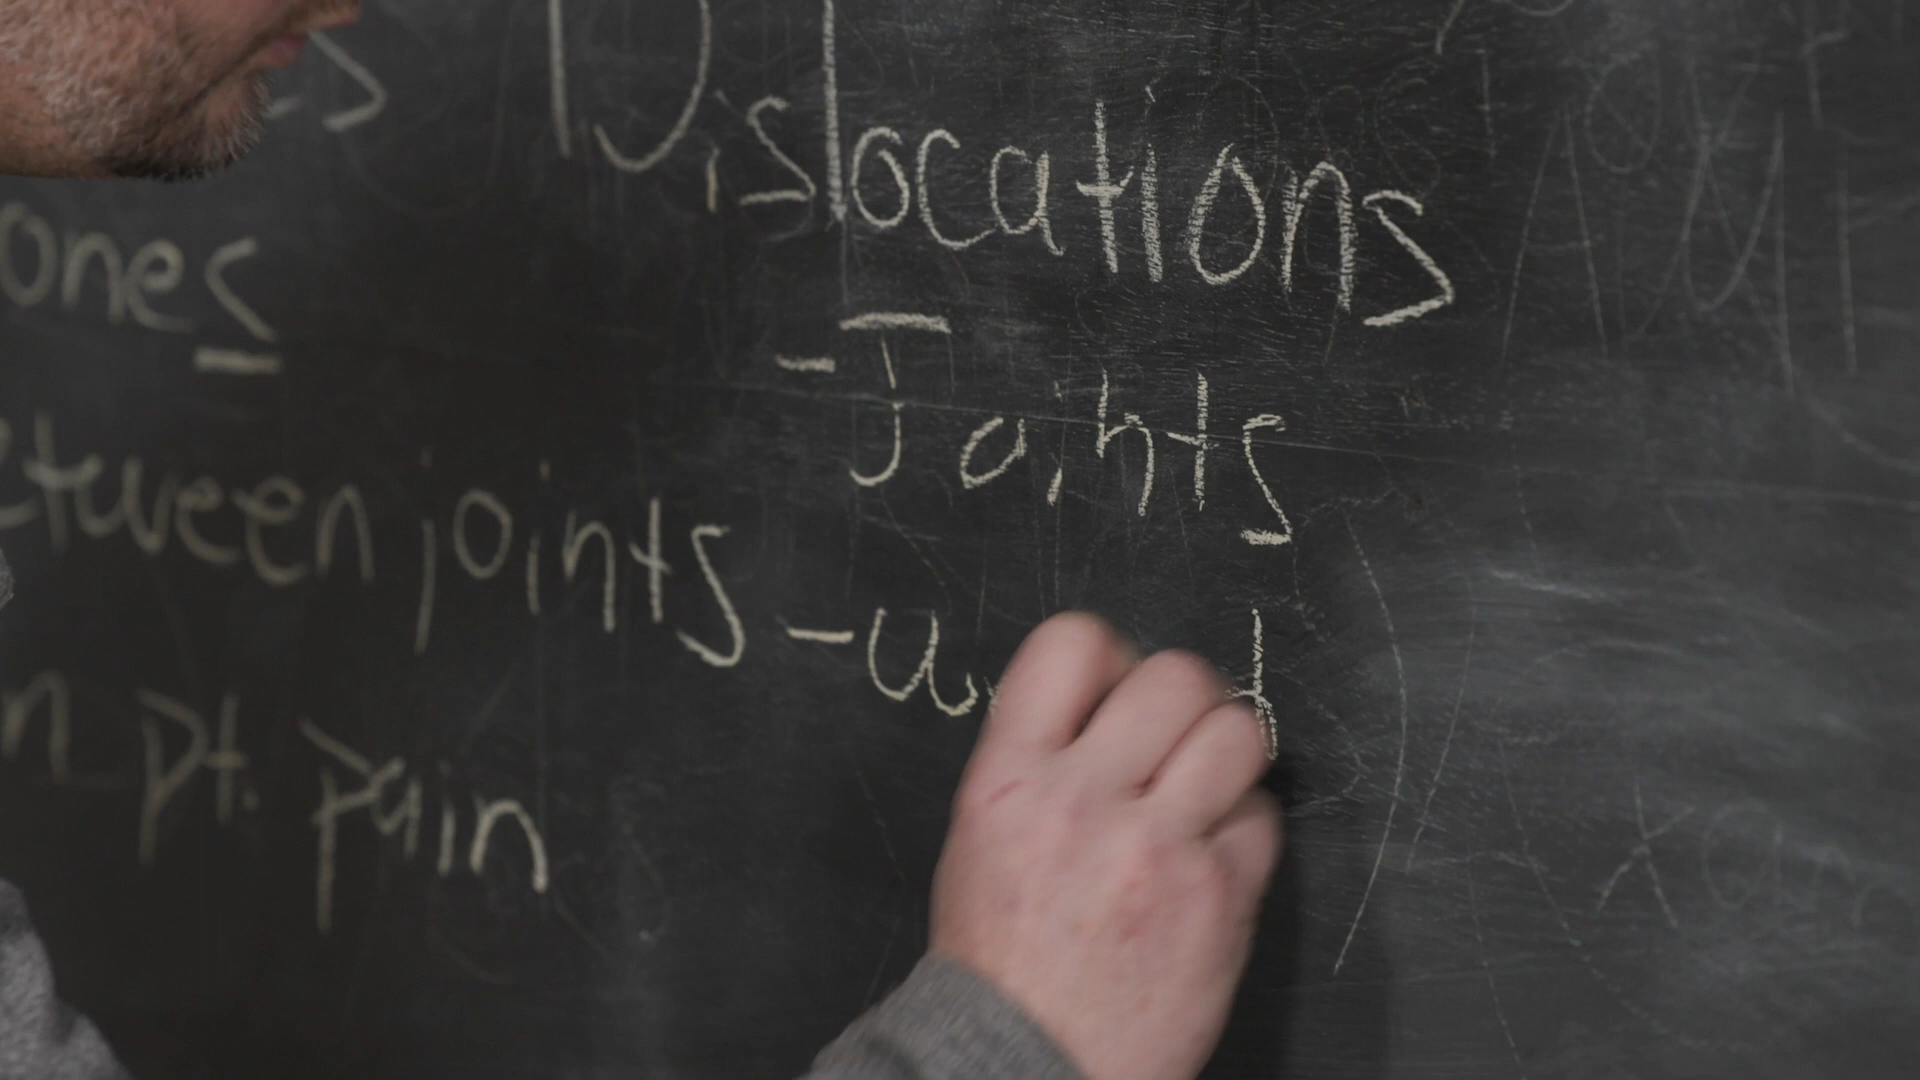 Dislocations
ones
- Joints
etween joints
-
n pt. pain